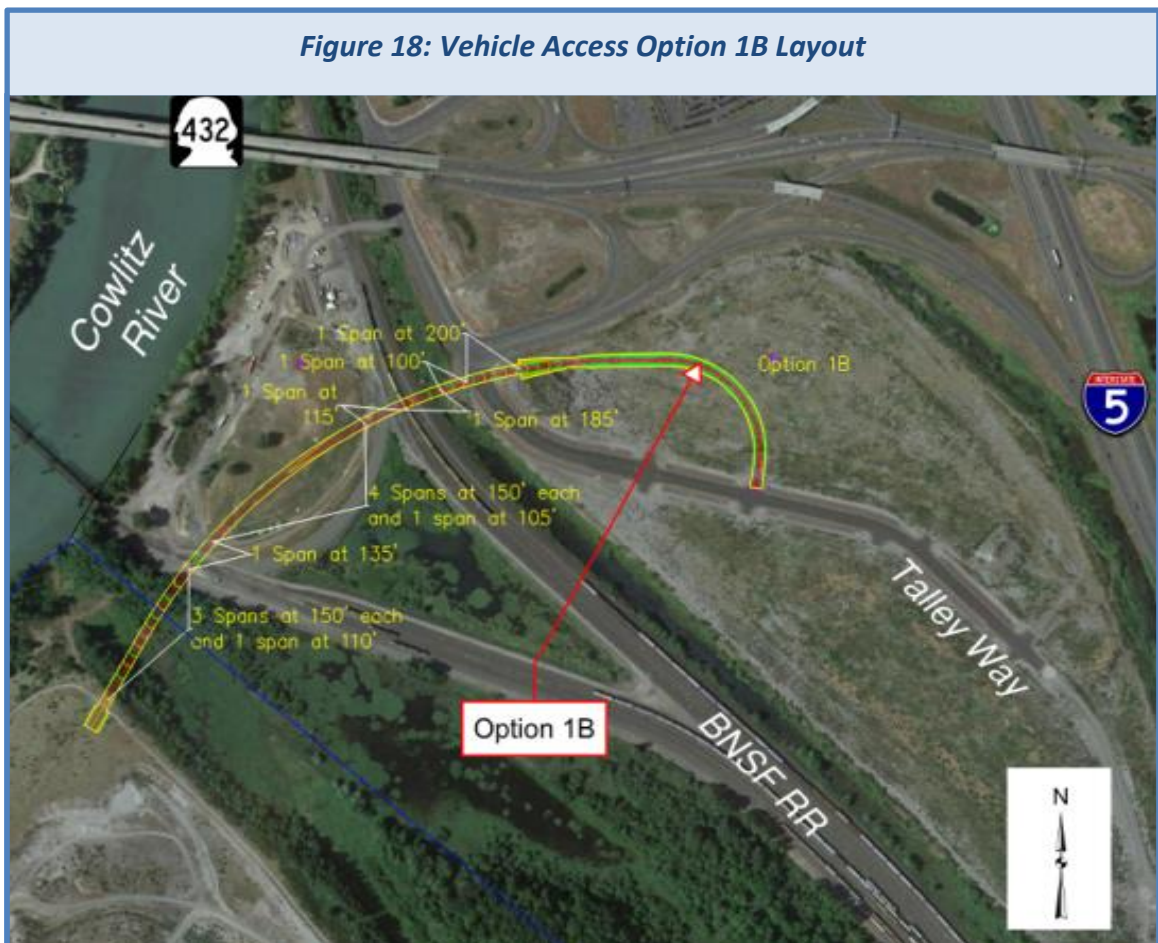 Figure 18: Vehicle Access Option 1B Layout
432
Cowlitz
River
1 Span at 200'
1 Span at 100'
Option 1B
1 Span at
115'
1 Span at 185'
INTERSTATE
5
4 Spans at 150' each
and 1 span at 105'
1 Span at 135'
3 Spans at 150' each
and 1 span at 110'
Talley Way
Option 1B
BNSF RR
N